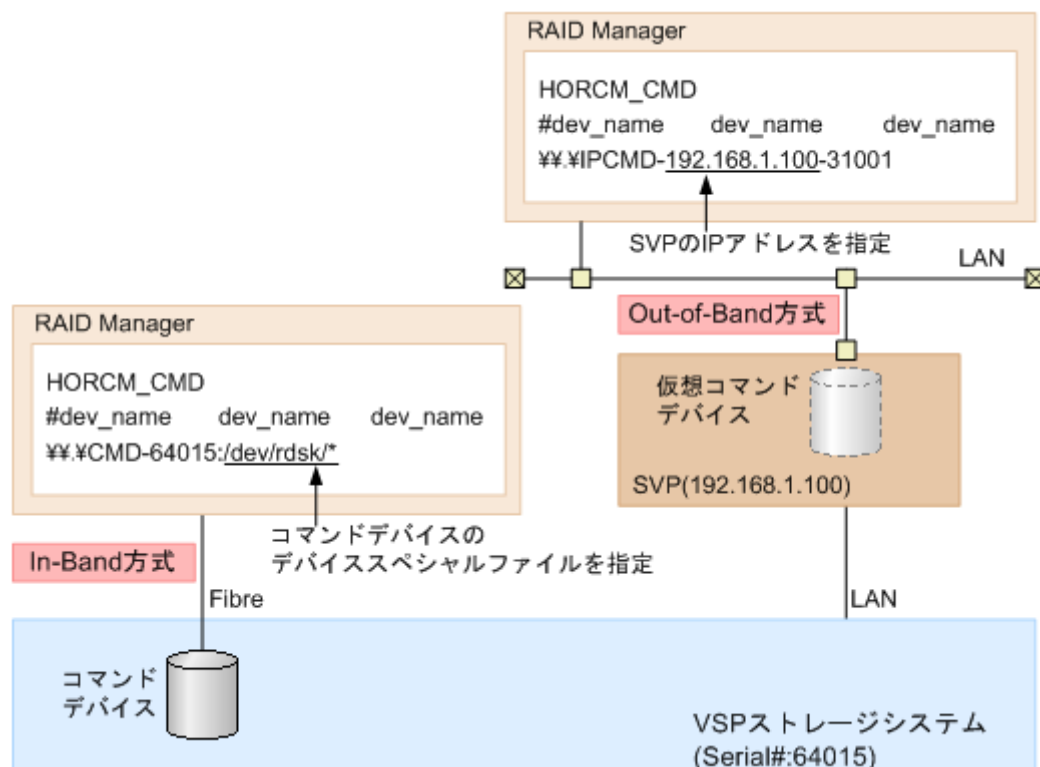 RAID Manager
HORCM_CMD
#dev_name dev_name dev_name
¥¥.¥IPCMD-192.168.1.100-31001
SVPのIPアドレスを指定
LAN
Out-of-Band方式
RAID Manager
HORCM_CMD
#dev_name dev_name dev_name
¥¥.¥CMD-64015:/dev/rdsk/*
コマンドデバイスの
デバイススペシャルファイルを指定
仮想コマンド
デバイス
SVP(192.168.1.100)
In-Band方式
Fibre
LAN
コマンド
デバイス
VSPストレージシステム
(Serial#:64015)